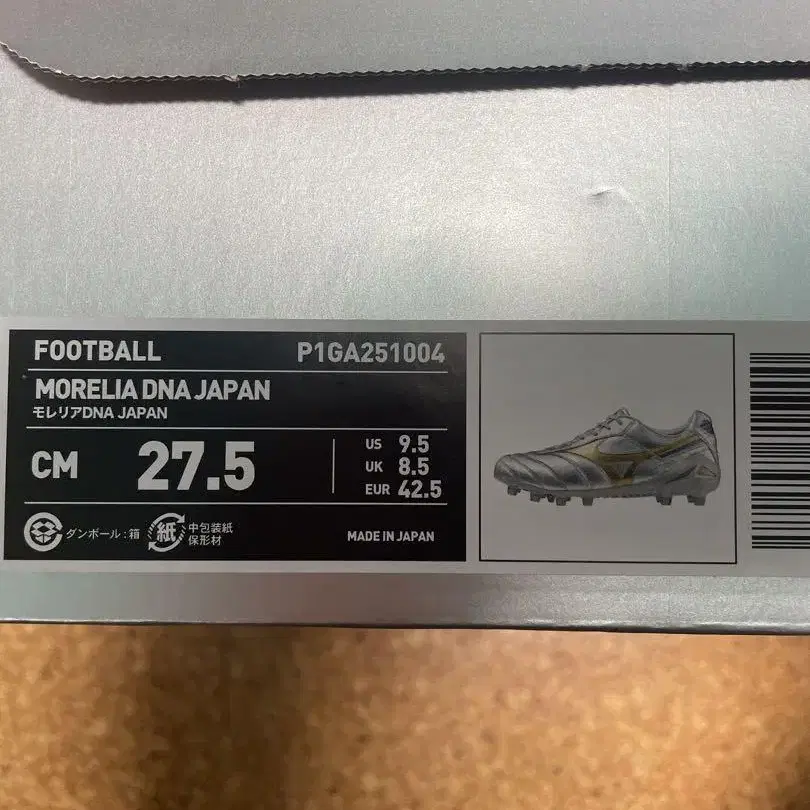 FOOTBALL P1GA251004
MORELIA DNA JAPAN
モレリアDNA JAPAN
CM 27.5
US 9.5
UK 8.5
EUR 42.5
ダンボール:箱
紙 中包装紙
保形材
MADE IN JAPAN